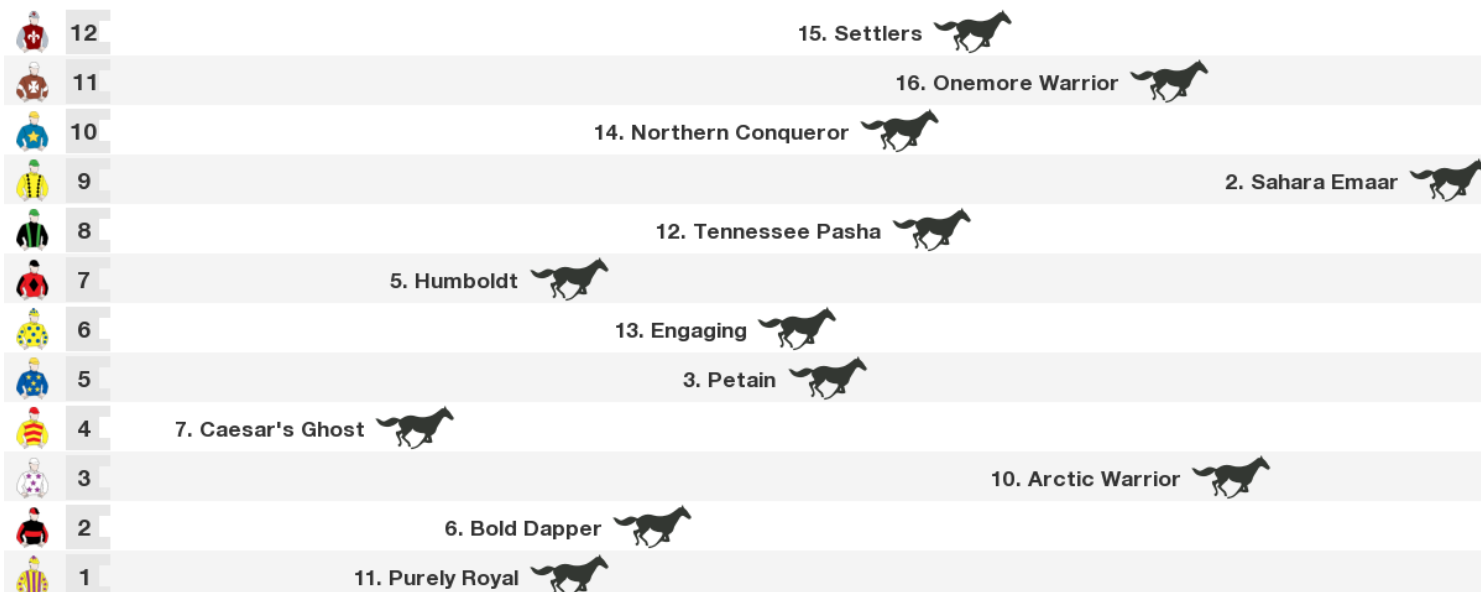 12 15. Settlers
11 16. Onemore Warrior
10 14. Northern Conqueror
9 2. Sahara Emaar
8 12. Tennessee Pasha
7 5. Humboldt
6 13. Engaging
5 3. Petain
4 7. Caesar's Ghost
3 10. Arctic Warrior
2 6. Bold Dapper
1 11. Purely Royal